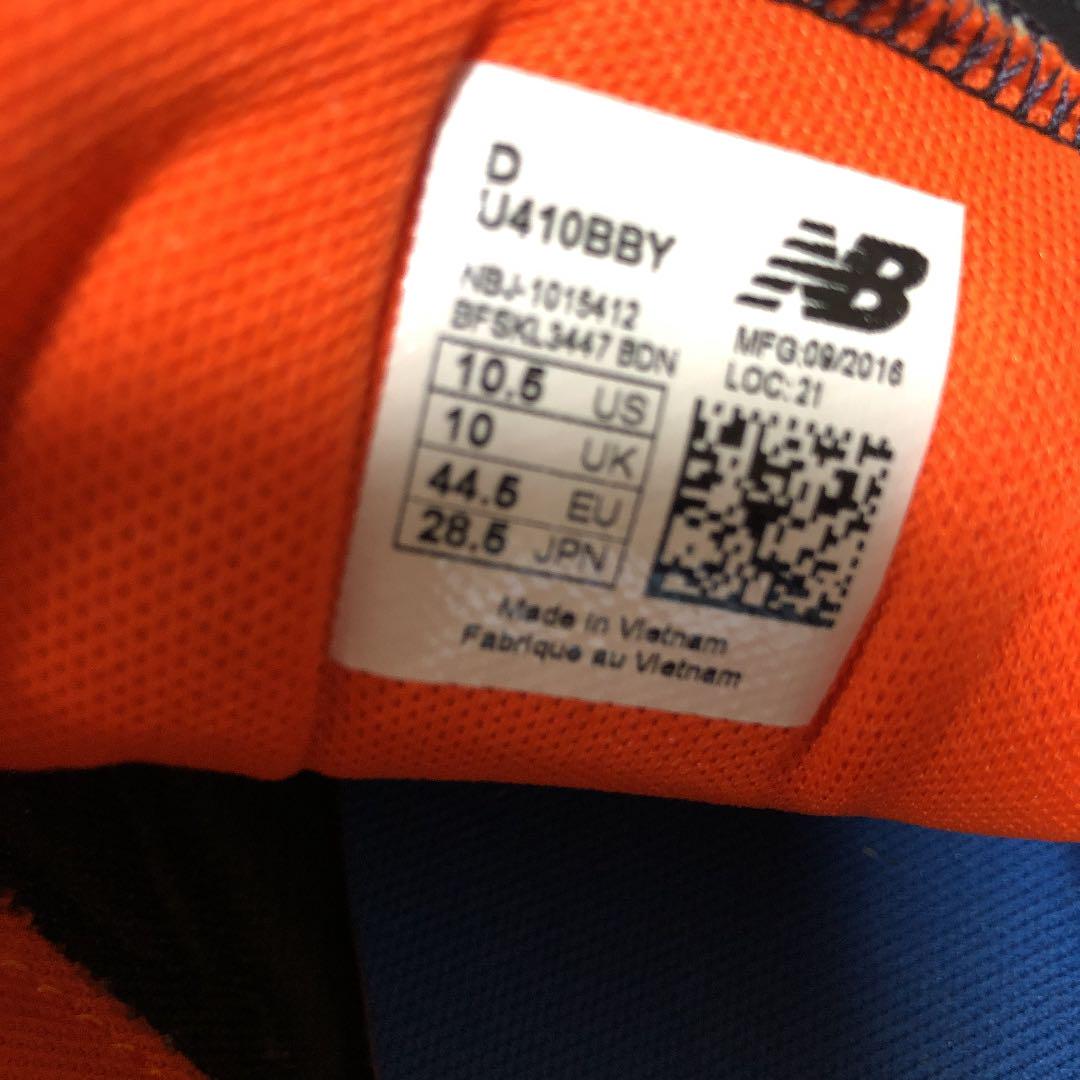 D
U410BBY
NBJ-1015412
BFSKL3447 BDN
NB
MFG:09/2016
LOC: 21
10.5 US
10 UK
44.5 EU
28.5 JPN
Made in Vietnam
Fabrique au Vietnam